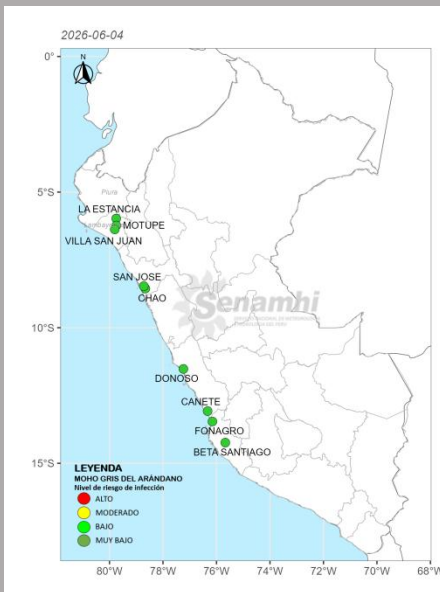 2026-06-04
N
0°
5°S
10°S
15°S
Piura
LA ESTANCIA
MOTUPE
VILLA SAN JUAN
SAN JOSE
CHAO
Senamhi
DONOSO
CANETE
FONAGRO
BETA SANTIAGO
LEYENDA
MOHO GRIS DEL ARÁNDANO
Nivel de riesgo de infección
ALTO
MODERADO
BAJO
MUY BAJO
80°W 78°W 76°W 74°W 72°W 70°W 68°W